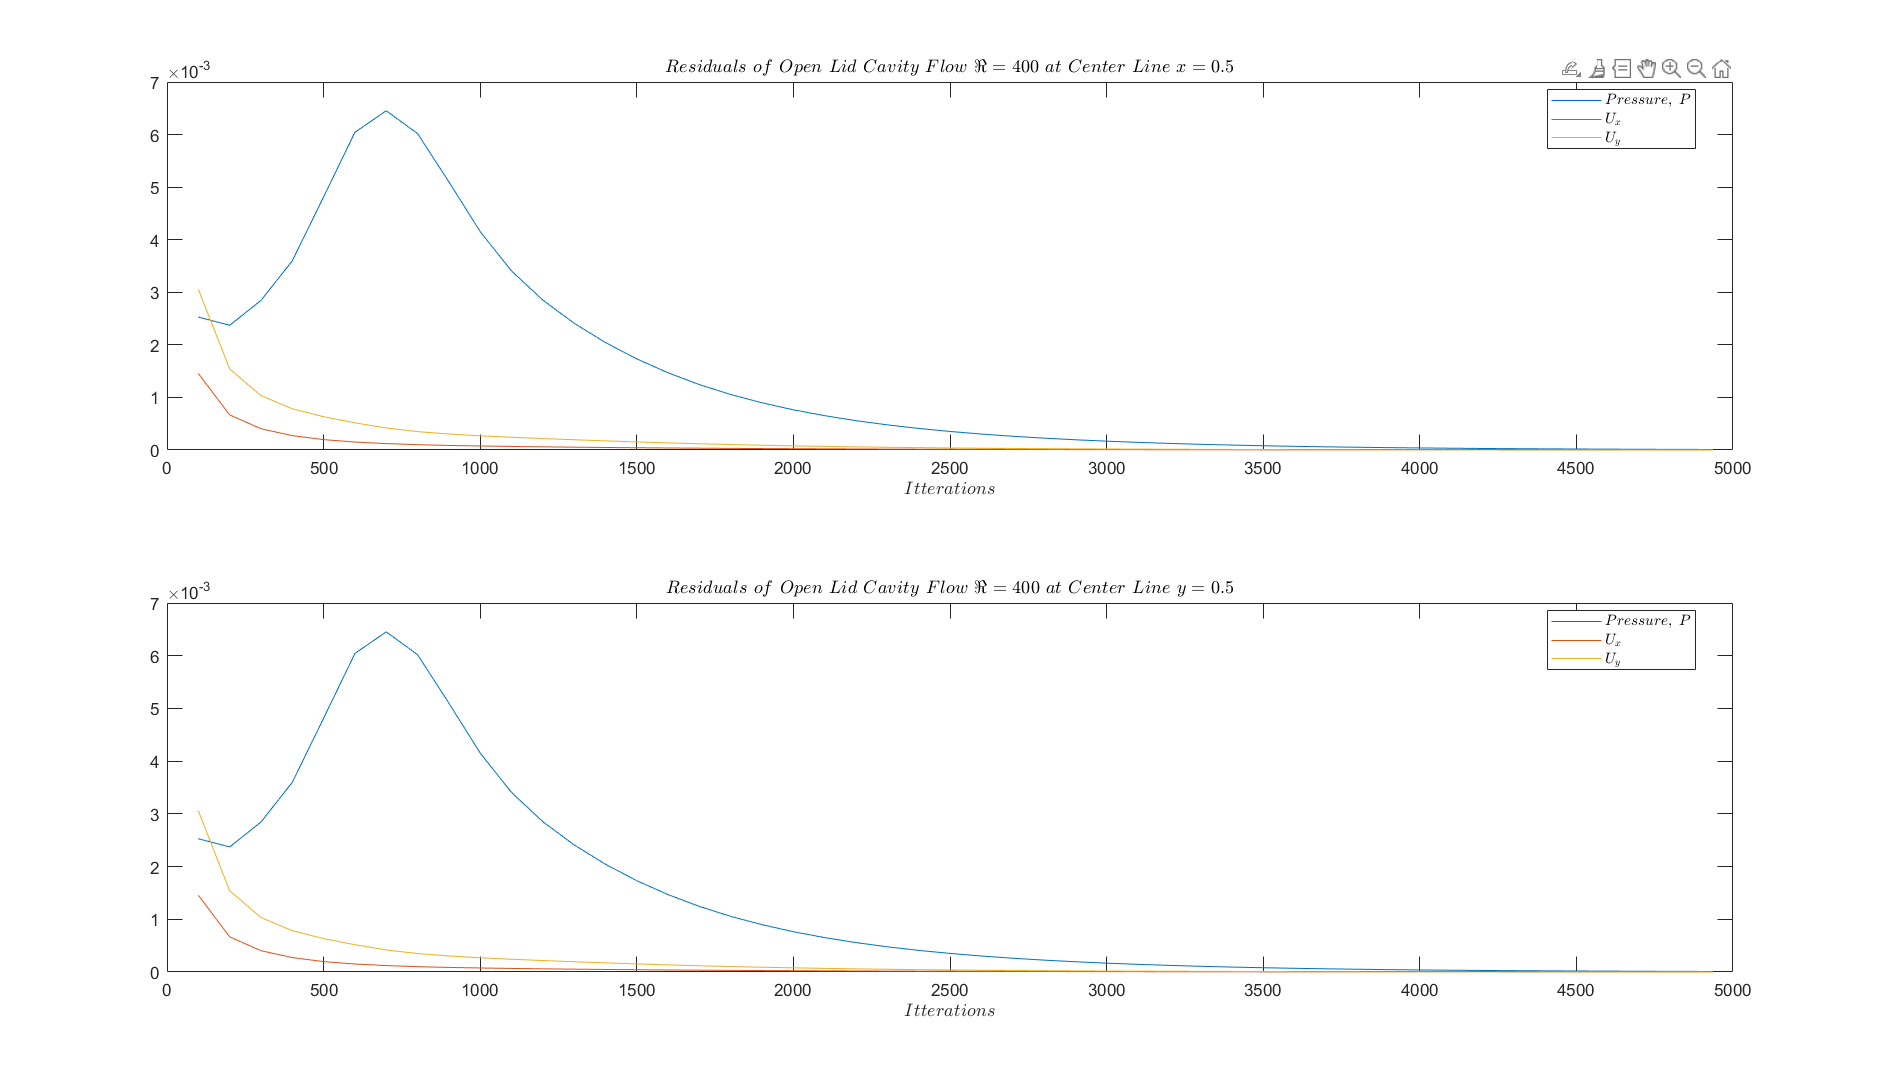 Residuals of Open Lid Cavity Flow ℜ = 400 at Center Line x = 0.5
×10-3
7
6
5
4
3
2
1
0
Pressure, P
Ux
Uy
0 500 1000 1500 2000 2500 3000 3500 4000 4500 5000
Itterations
Residuals of Open Lid Cavity Flow ℜ = 400 at Center Line y = 0.5
×10-3
7
6
5
4
3
2
1
0
Pressure, P
Ux
Uy
0 500 1000 1500 2000 2500 3000 3500 4000 4500 5000
Itterations